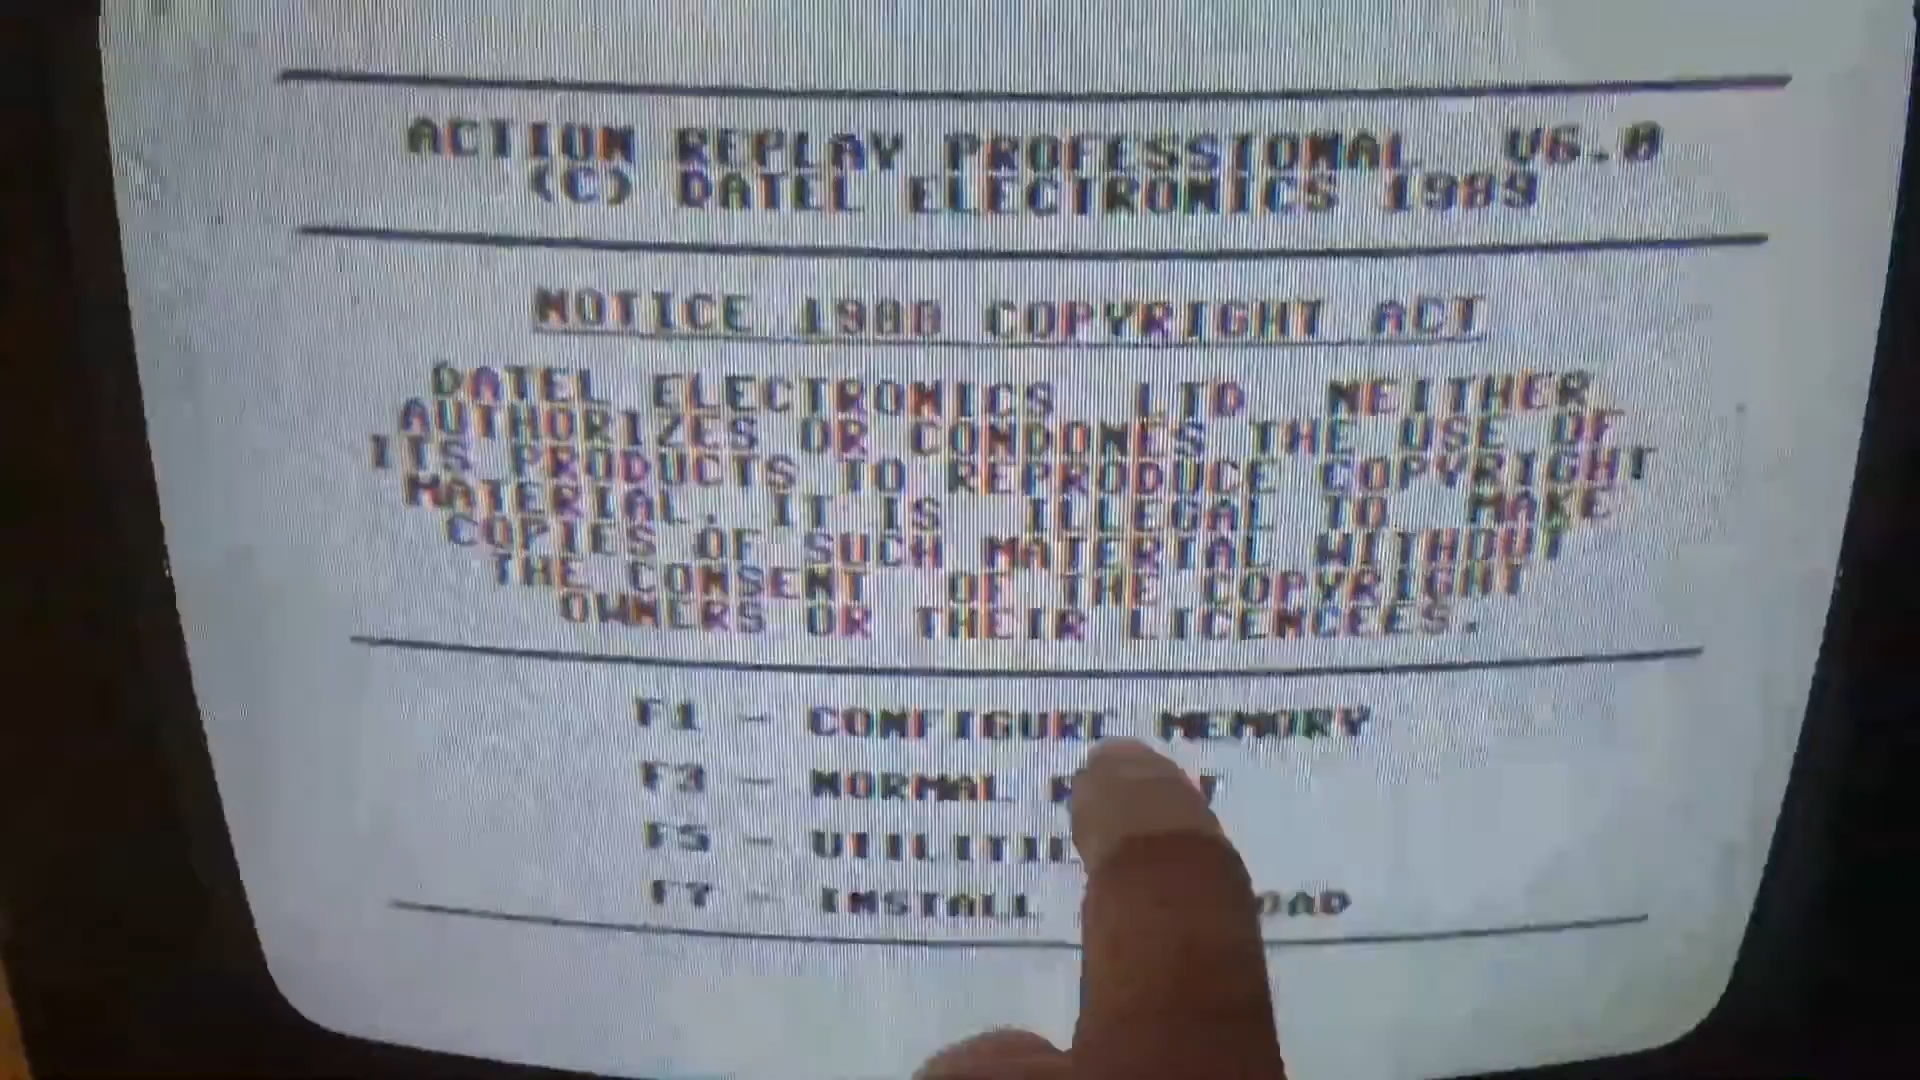 ACTION REPLAY PROFESSIONAL V6.0
(C) DATEL ELECTRONICS 1989
NOTICE 1988 COPYRIGHT ACT
DATEL ELECTRONICS LTD NEITHER
AUTHORIZES OR CONDONES THE USE OF
ITS PRODUCTS TO REPRODUCE COPYRIGHT
MATERIAL. IT IS ILLEGAL TO MAKE
COPIES OF SUCH MATERIAL WITHOUT
THE CONSENT OF THE COPYRIGHT
OWNERS OR THEIR LICENCEES.
F1 - CONFIGURE MEMORY
F3 - NORMAL
F5 -
F7 - INSTALL